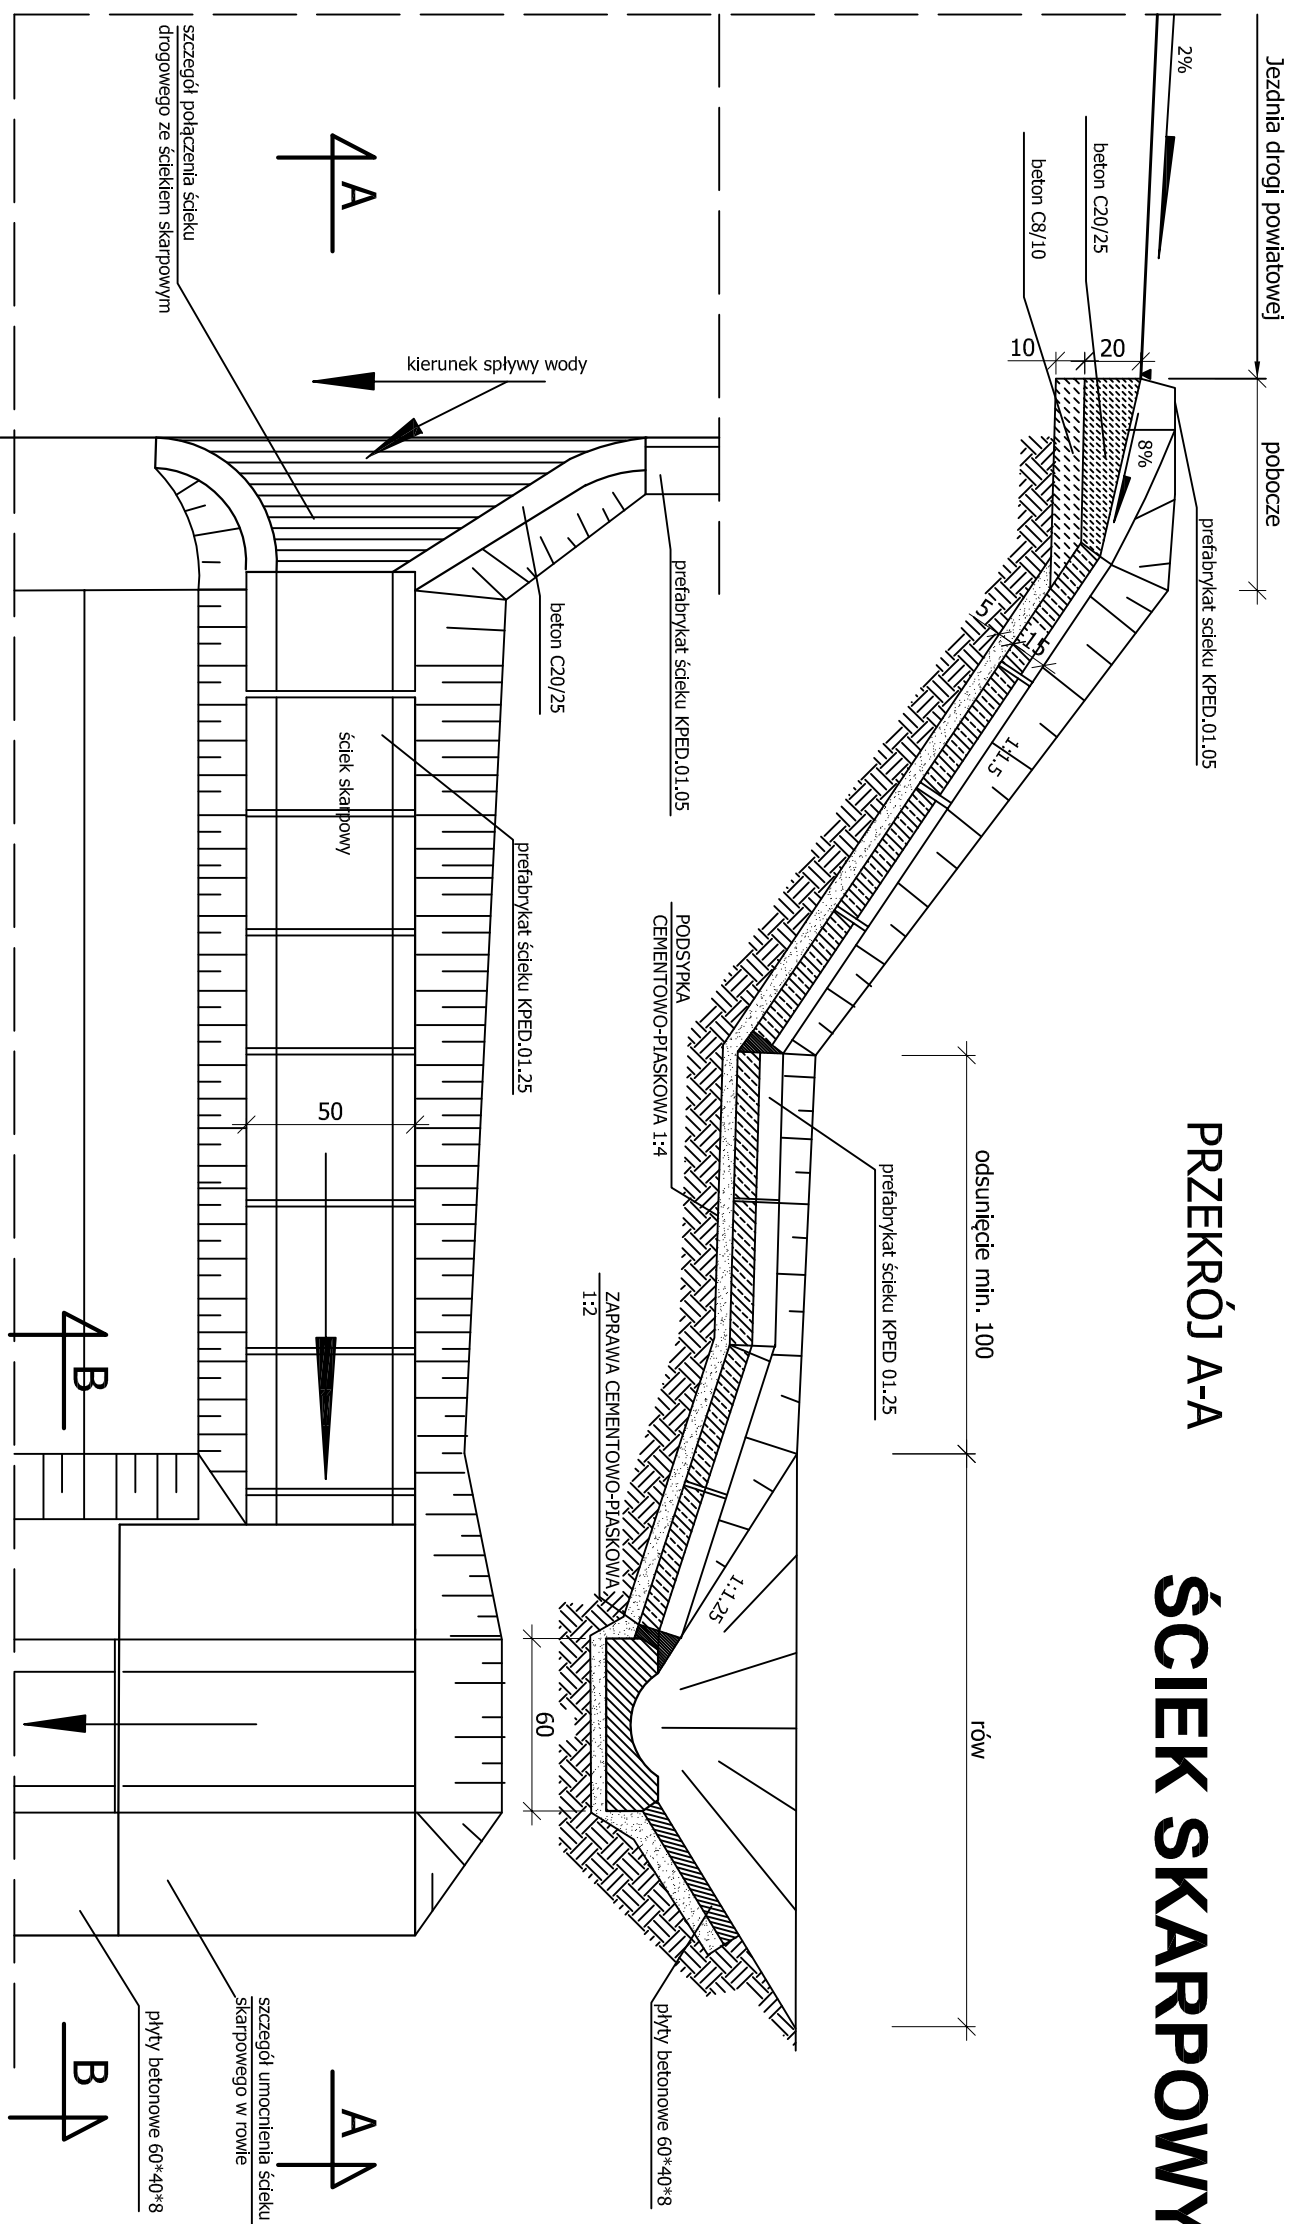 ŚCIEK SKARPOWY
PRZEKRÓJ A-A
Jezdnia drogi powiatowej
pobocze
2%
prefabrykat scieku KPED.01.05
beton C20/25
beton C8/10
20
10
8%
5
15
1:1.5
odsunięcie min. 100
rów
prefabrykat ścieku KPED 01.25
1:1.25
PODSYPKA
CEMENTOWO-PIASKOWA 1:4
ZAPRAWA CEMENTOWO-PIASKOWA
1:2
60
płyty betonowe 60*40*8
kierunek spływy wody
prefabrykat ścieku KPED.01.05
beton C20/25
prefabrykat ścieku KPED.01.25
ściek skarpowy
50
A
A
szczegół połączenia ścieku
drogowego ze ściekiem skarpowym
szczegół umocnienia ścieku
skarpowego w rowie
płyty betonowe 60*40*8
B
B